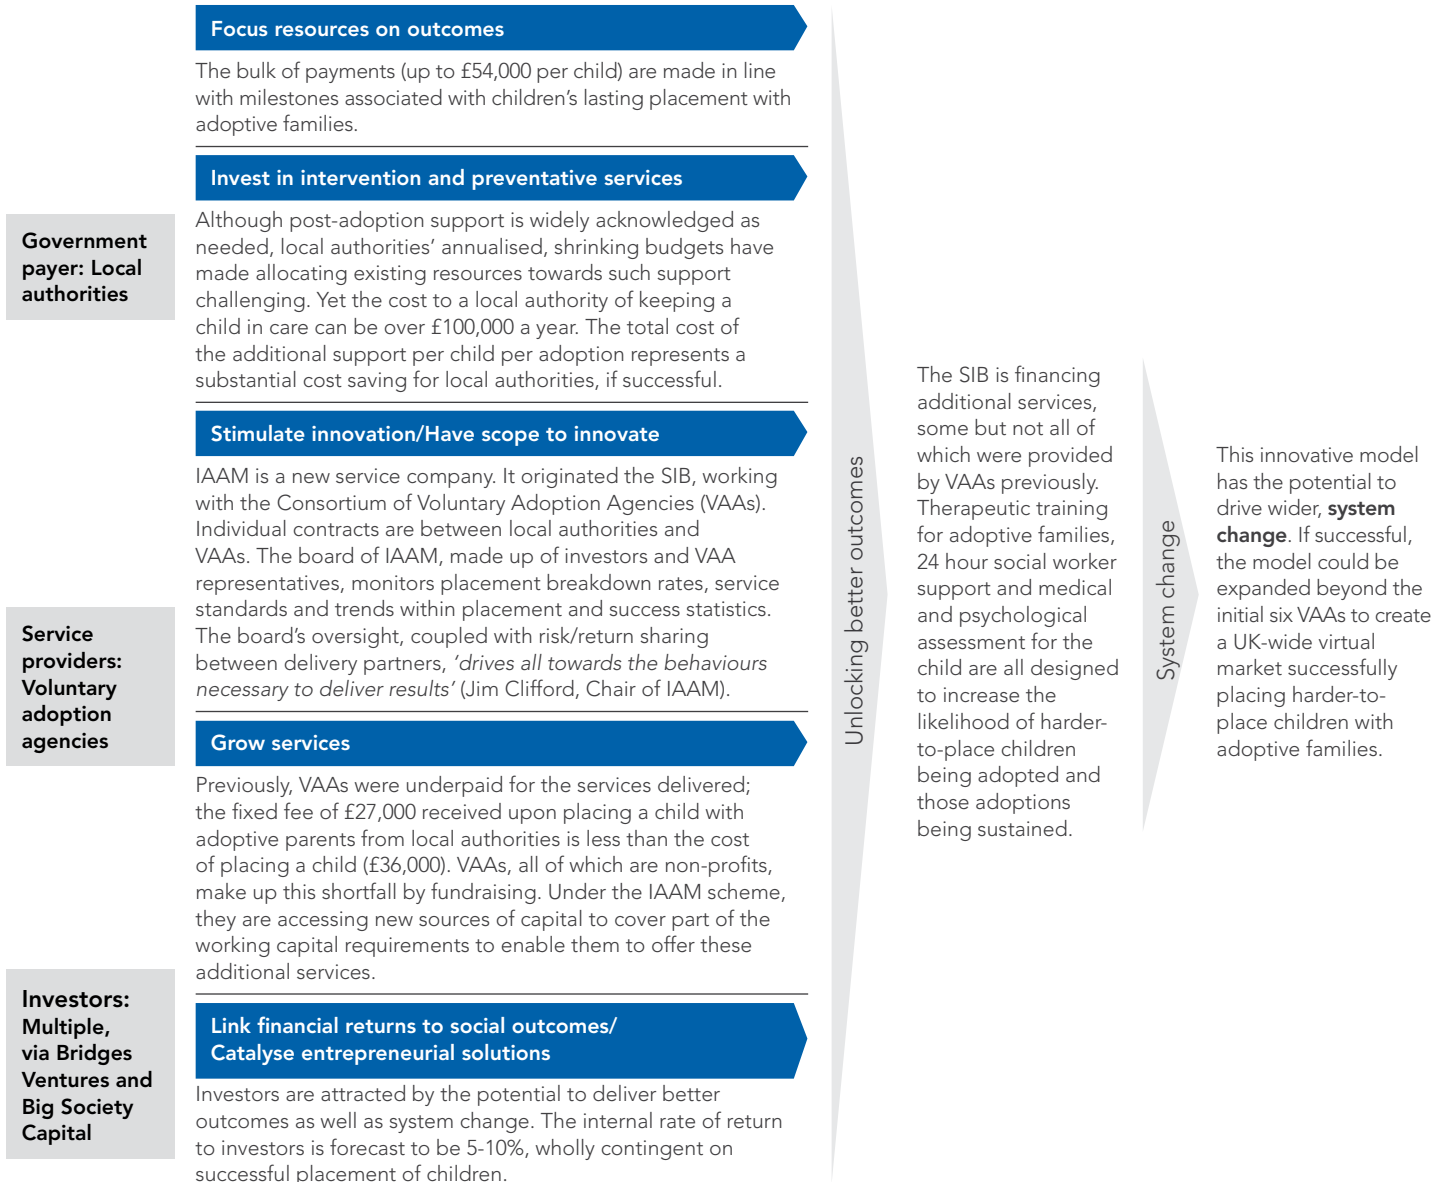 Focus resources on outcomes
The bulk of payments (up to £54,000 per child) are made in line
with milestones associated with children's lasting placement with
adoptive families.
Invest in intervention and preventative services
Government
payer: Local
authorities
Although post-adoption support is widely acknowledged as
needed, local authorities' annualised, shrinking budgets have
made allocating existing resources towards such support
challenging. Yet the cost to a local authority of keeping a
child in care can be over £100,000 a year. The total cost of
the additional support per child per adoption represents a
substantial cost saving for local authorities, if successful.
Stimulate innovation/Have scope to innovate
IAAM is a new service company. It originated the SIB, working
with the Consortium of Voluntary Adoption Agencies (VAAs).
Individual contracts are between local authorities and
VAAs. The board of IAAM, made up of investors and VAA
representatives, monitors placement breakdown rates, service
standards and trends within placement and success statistics.
The board's oversight, coupled with risk/return sharing
between delivery partners, 'drives all towards the behaviours
necessary to deliver results' (Jim Clifford, Chair of IAAM).
Service
providers:
Voluntary
adoption
agencies
Grow services
Previously, VAAs were underpaid for the services delivered;
the fixed fee of £27,000 received upon placing a child with
adoptive parents from local authorities is less than the cost
of placing a child (£36,000). VAAs, all of which are non-profits,
make up this shortfall by fundraising. Under the IAAM scheme,
they are accessing new sources of capital to cover part of the
working capital requirements to enable them to offer these
additional services.
Investors:
Multiple,
via Bridges
Ventures and
Big Society
Capital
Link financial returns to social outcomes/
Catalyse entrepreneurial solutions
Investors are attracted by the potential to deliver better
outcomes as well as system change. The internal rate of return
to investors is forecast to be 5-10%, wholly contingent on
successful placement of children.
Unlocking better outcomes
The SIB is financing
additional services,
some but not all of
which were provided
by VAAs previously.
Therapeutic training
for adoptive families,
24 hour social worker
support and medical
and psychological
assessment for the
child are all designed
to increase the
likelihood of harder-
to-place children
being adopted and
those adoptions
being sustained.
System change
This innovative model
has the potential to
drive wider, system
change. If successful,
the model could be
expanded beyond the
initial six VAAs to create
a UK-wide virtual
market successfully
placing harder-to-
place children with
adoptive families.